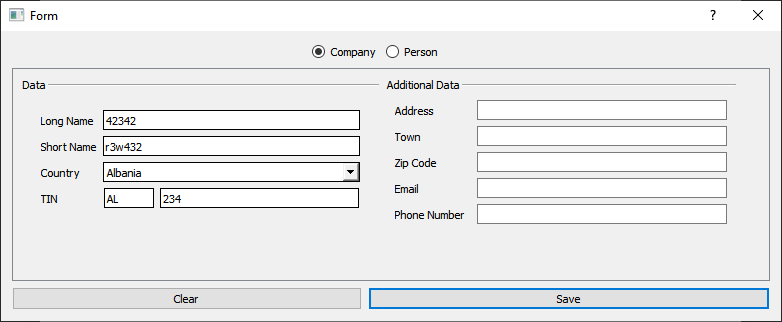 Form
Company Person
Data
Long Name 42342
Short Name r3w432
Country Albania
TIN AL 234
Additional Data
Address
Town
Zip Code
Email
Phone Number
Clear Save